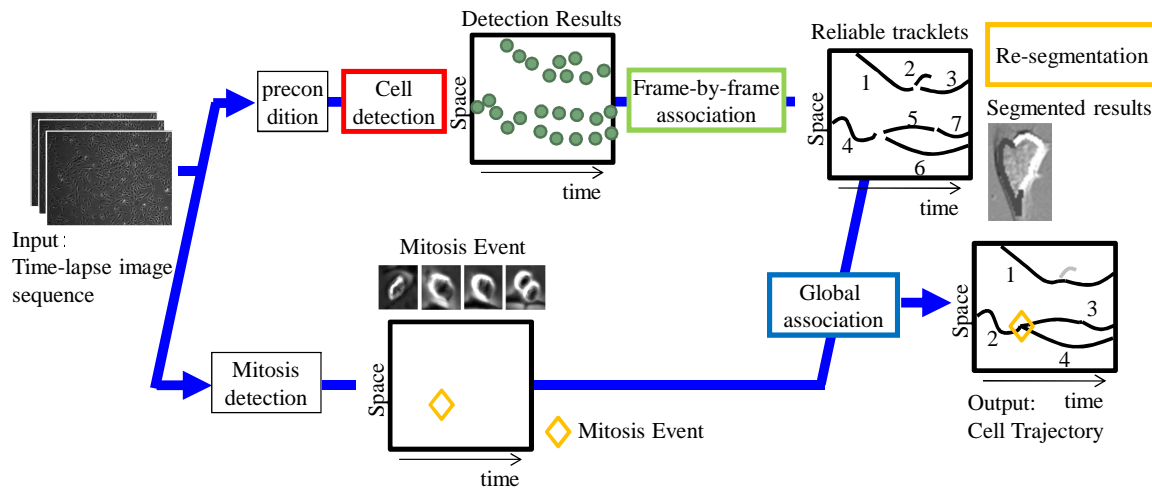 Detection Results
Reliable tracklets
Re-segmentation
precon
dition
Cell
detection
Space
time
Frame-by-frame
association
Space
1
2
3
4
5
6
7
time
Segmented results
Input:
Time-lapse image
sequence
Mitosis Event
Mitosis
detection
Space
time
Mitosis Event
Global
association
Space
1
2
3
4
time
Output:
Cell Trajectory